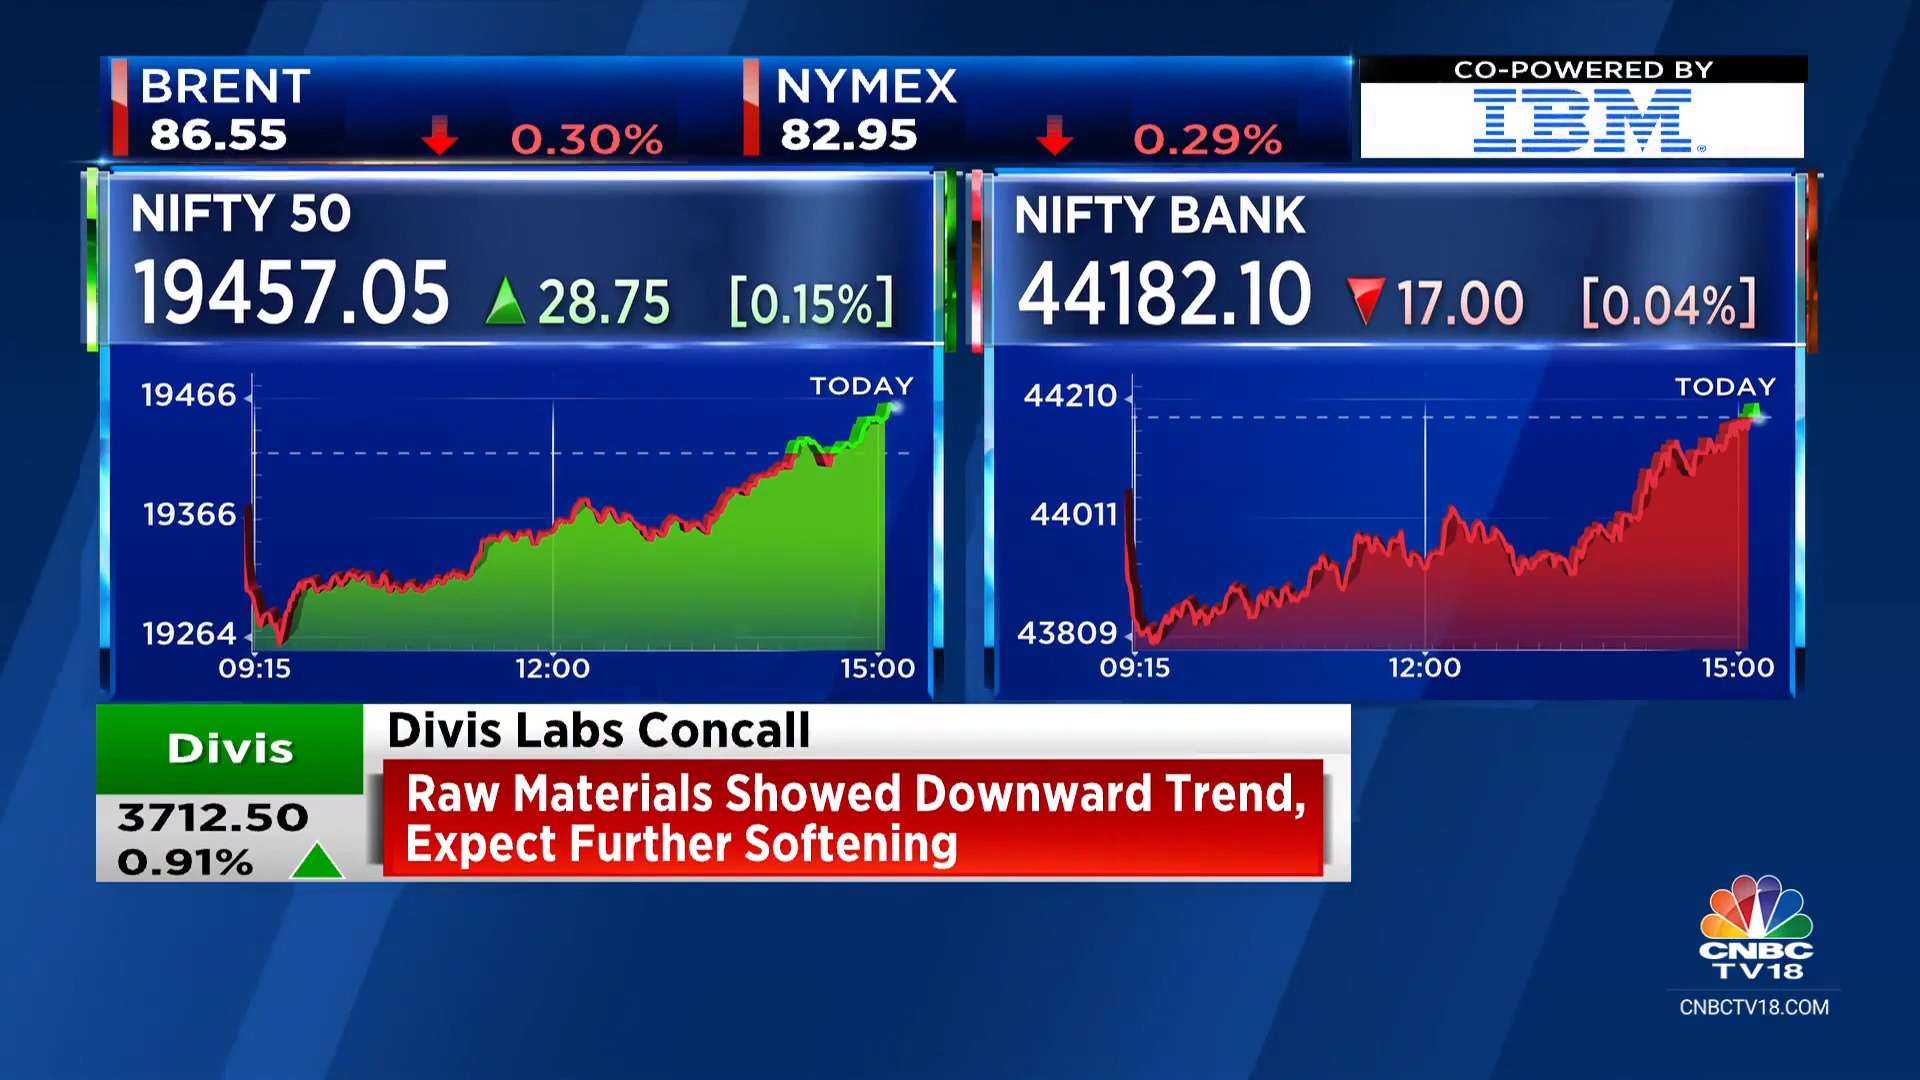 BRENT
86.55 0.30%
NYMEX
82.95 0.29%
CO-POWERED BY
IBM®
NIFTY 50
19457.05 28.75 [0.15%]
NIFTY BANK
44182.10 17.00 [0.04%]
TODAY
19466
19366
19264
09:15 12:00 15:00
TODAY
44210
44011
43809
09:15 12:00 15:00
Divis
3712.50
0.91%
Divis Labs Concall
Raw Materials Showed Downward Trend,
Expect Further Softening
CNBC
TV18
CNBCTV18.COM